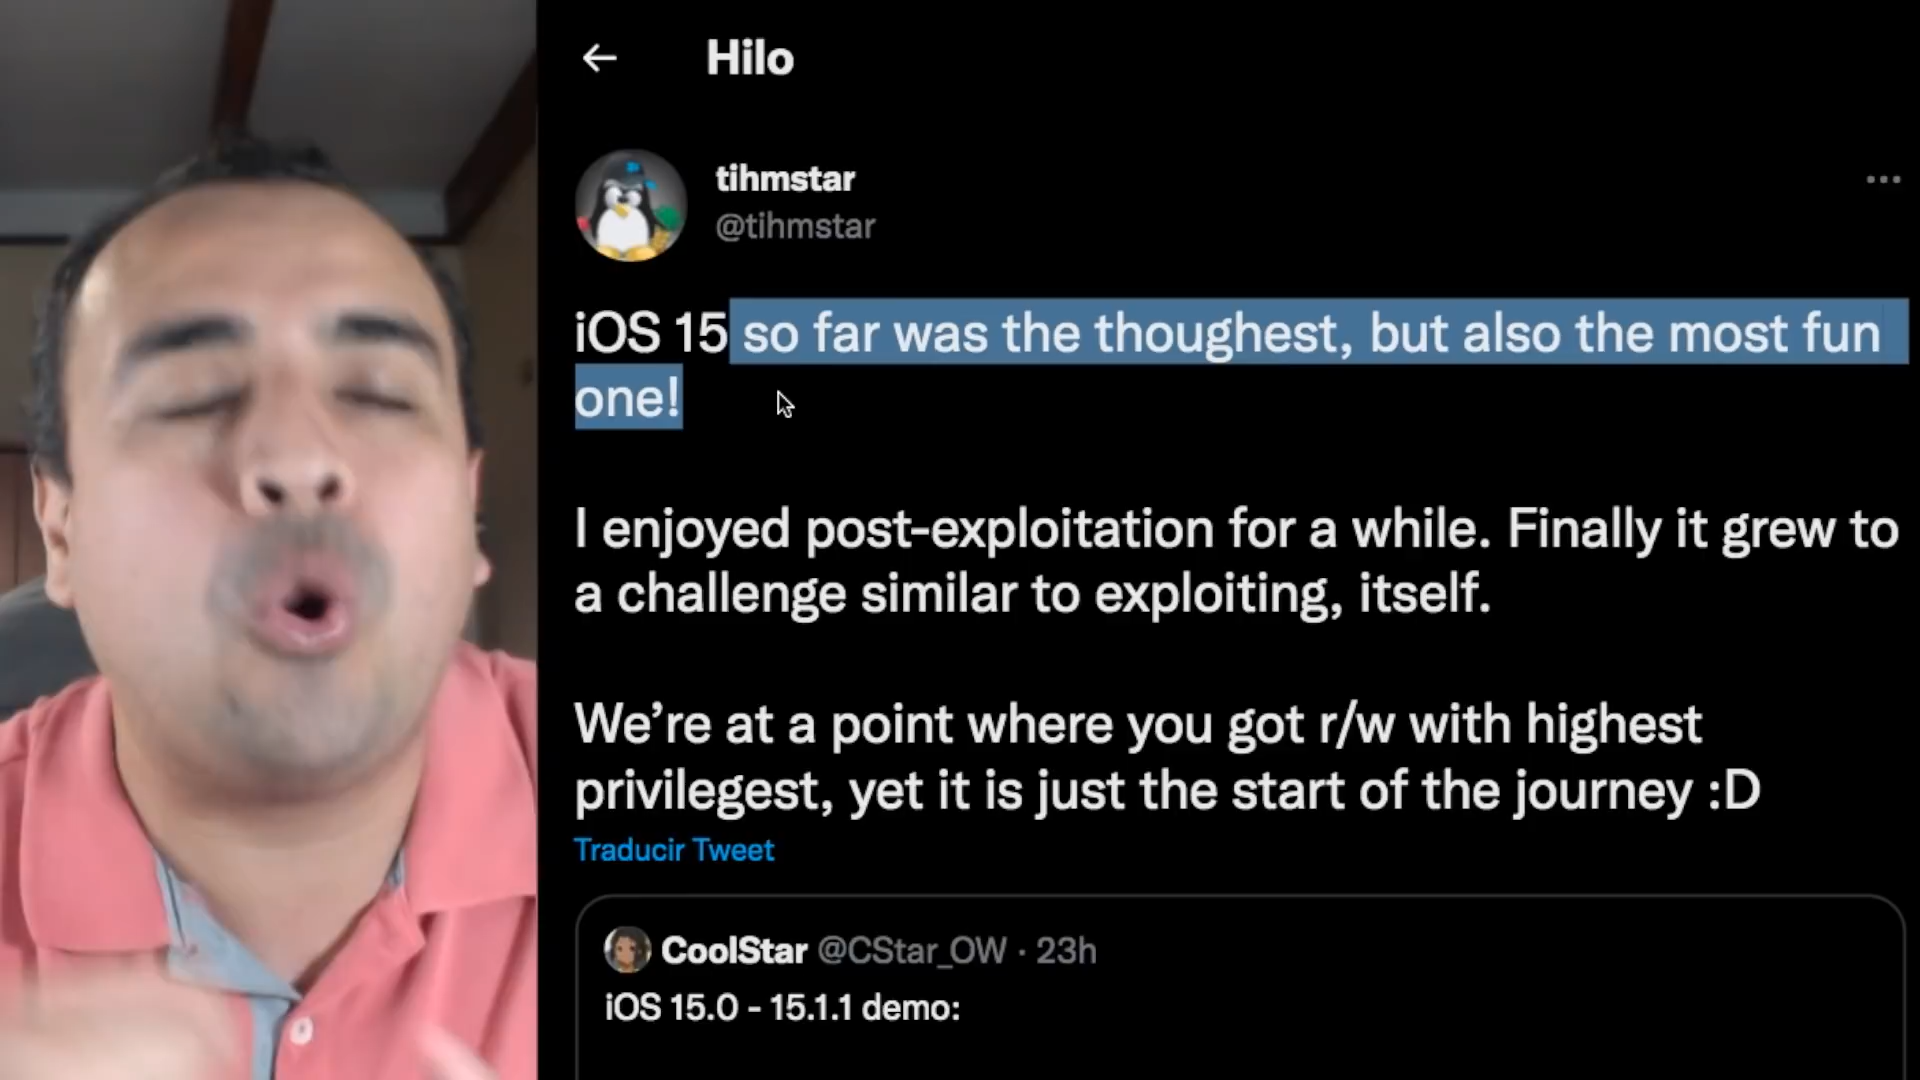 Hilo
tihmstar
@tihmstar
iOS 15 so far was the thoughest, but also the most fun
one!
I enjoyed post-exploitation for a while. Finally it grew to
a challenge similar to exploiting, itself.
We’re at a point where you got r/w with highest
privilegest, yet it is just the start of the journey :D
Traducir Tweet
CoolStar @CStar_OW · 23h
iOS 15.0 - 15.1.1 demo: